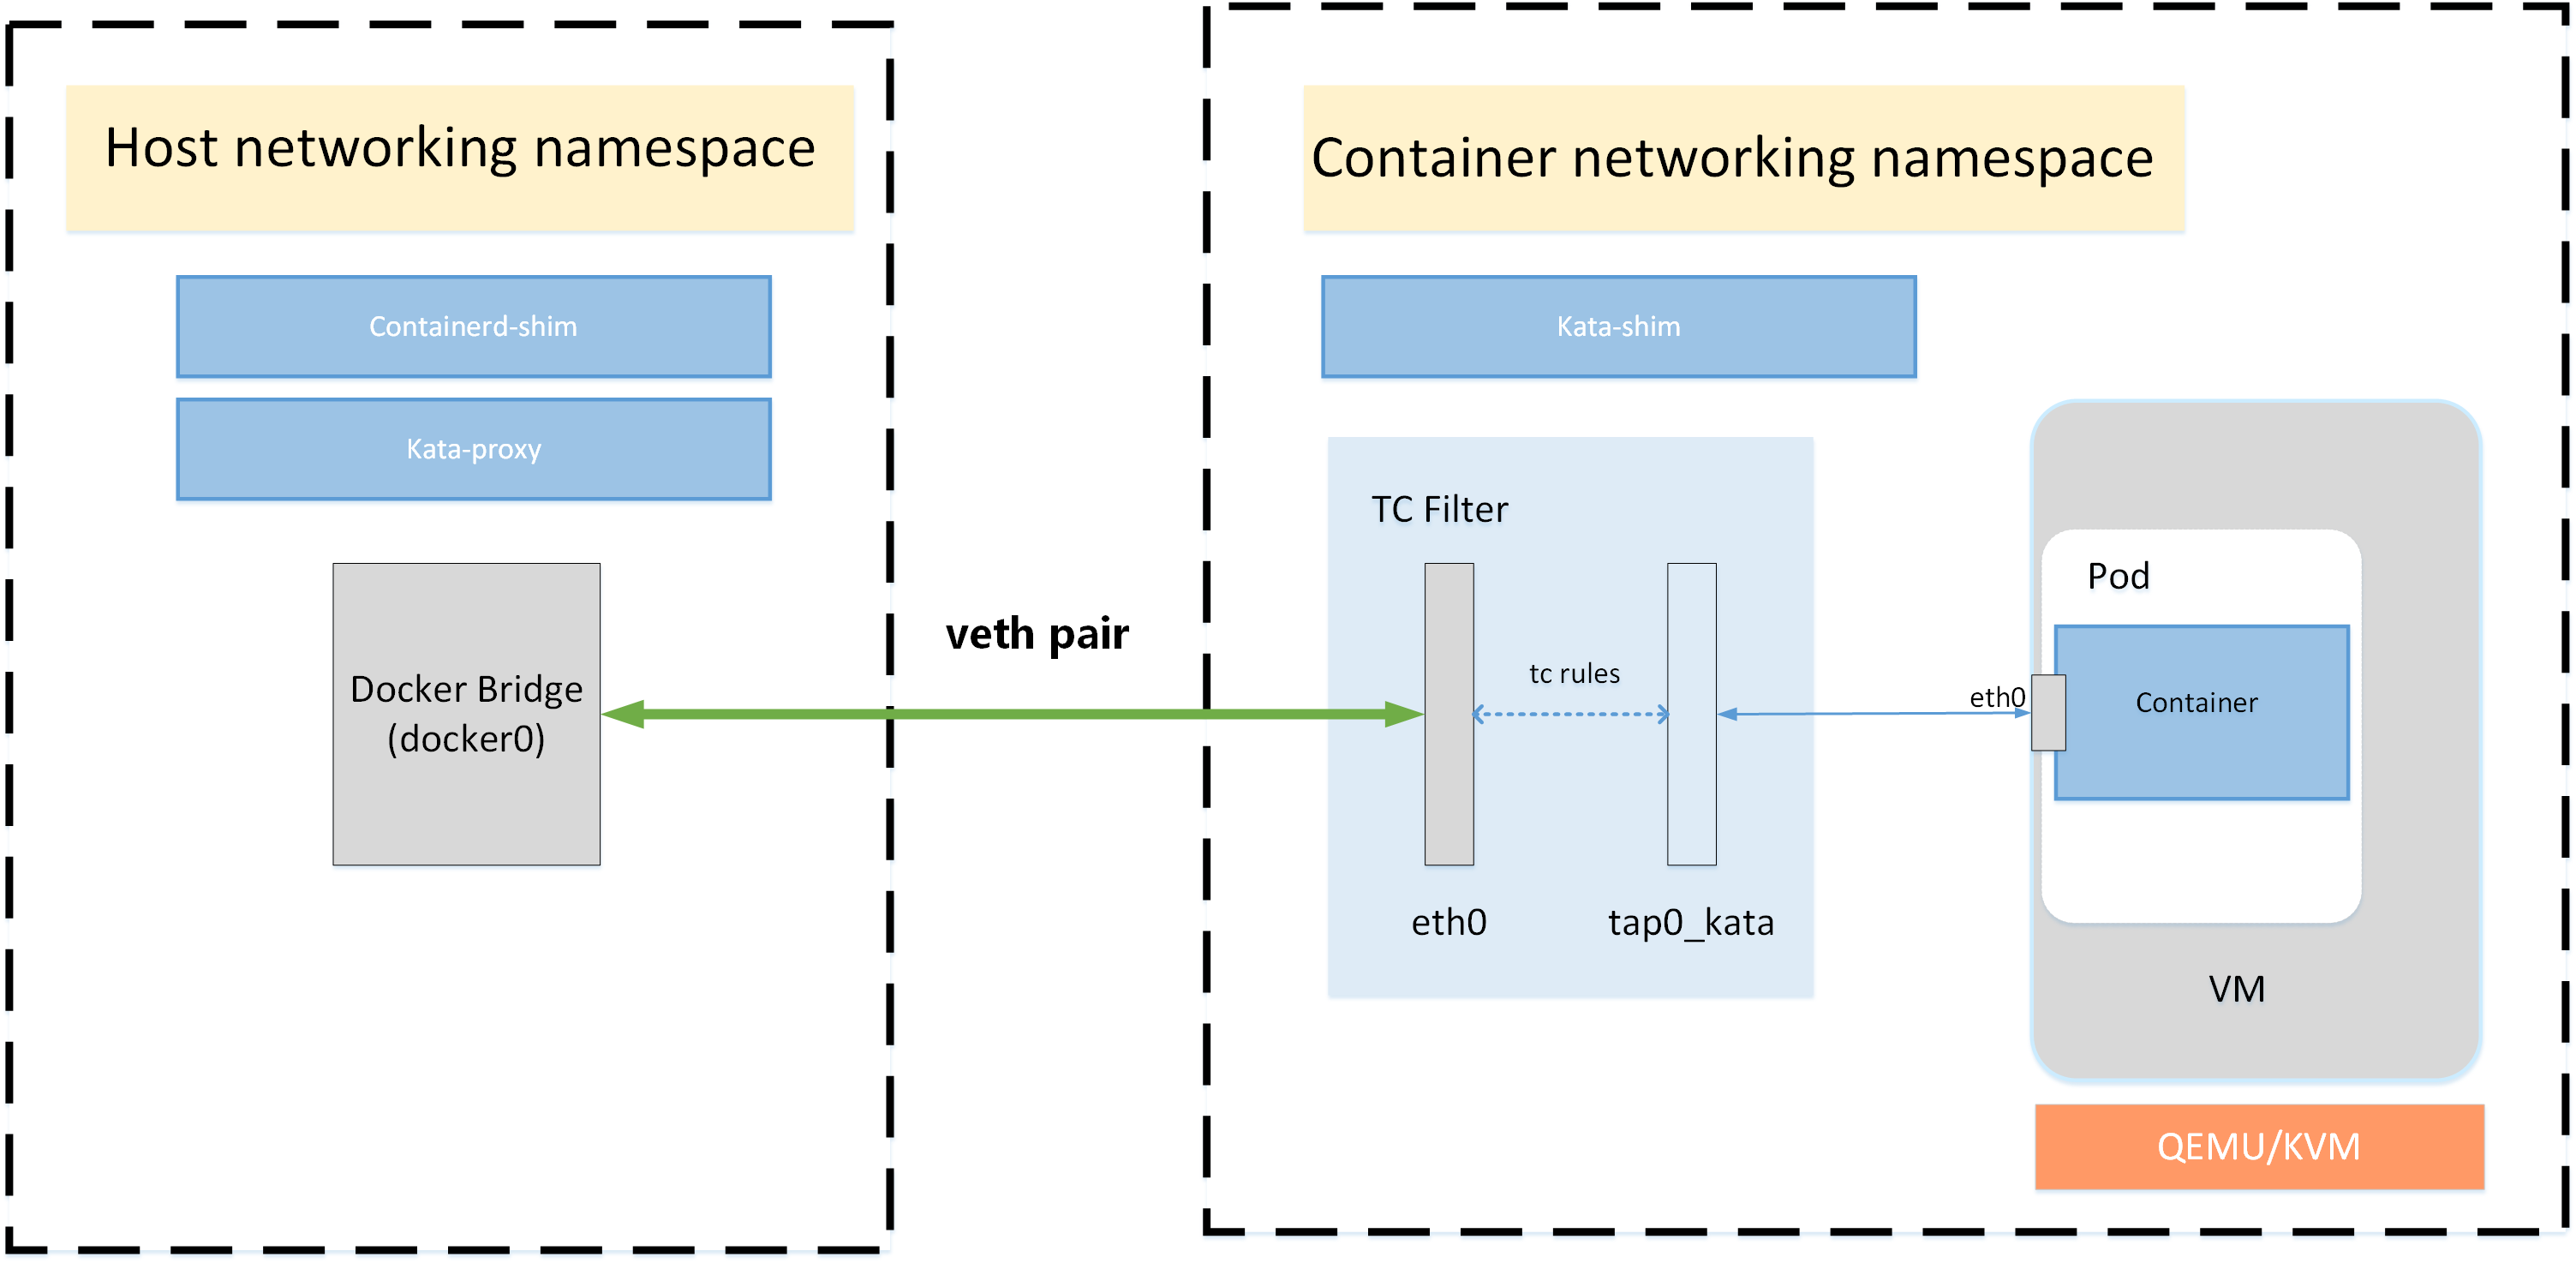 Host networking namespace
Containerd-shim
Kata-proxy
Docker Bridge
(docker0)
veth pair
Container networking namespace
Kata-shim
TC Filter
tc rules
eth0
tap0_kata
eth0
Pod
Container
VM
QEMU/KVM